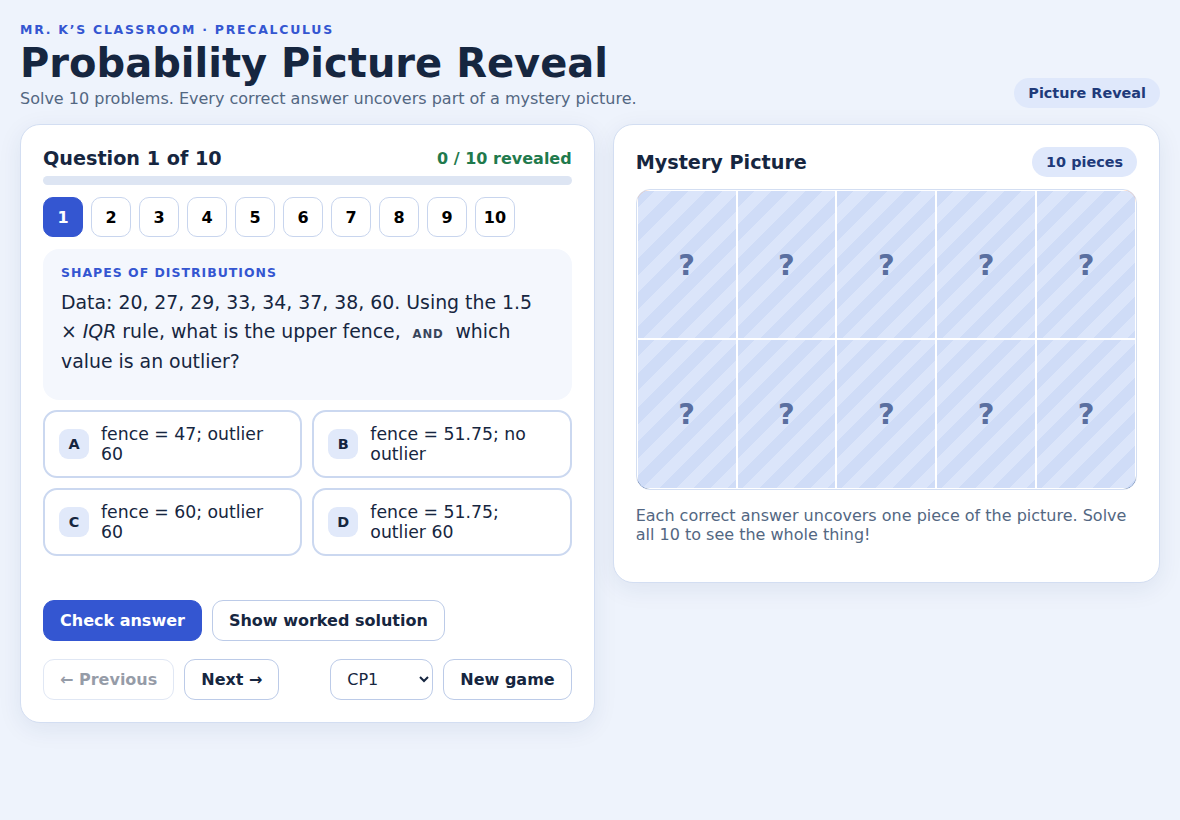 MR. K’S CLASSROOM · PRECALCULUS
Probability Picture Reveal
Solve 10 problems. Every correct answer uncovers part of a mystery picture.
Picture Reveal
Question 1 of 10
0 / 10 revealed
1 2 3 4 5 6 7 8 9 10
SHAPES OF DISTRIBUTIONS
Data: 20, 27, 29, 33, 34, 37, 38, 60. Using the 1.5
× IQR rule, what is the upper fence, AND which
value is an outlier?
A fence = 47; outlier
60
B fence = 51.75; no
outlier
C fence = 60; outlier
60
D fence = 51.75;
outlier 60
Check answer
Show worked solution
← Previous
Next →
CP1
New game
Mystery Picture
10 pieces
? ? ? ? ?
? ? ? ? ?
Each correct answer uncovers one piece of the picture. Solve
all 10 to see the whole thing!